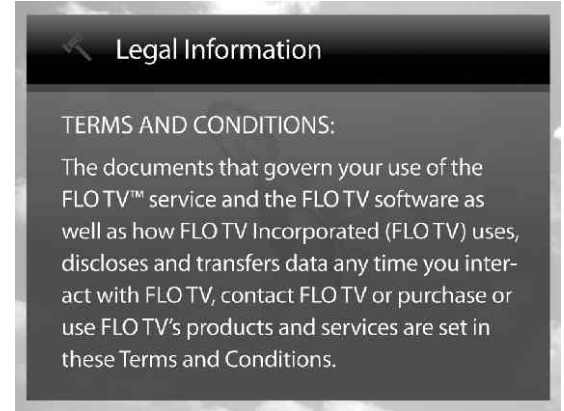 Legal Information
TERMS AND CONDITIONS:
The documents that govern your use of the
FLO TV™ service and the FLO TV software as
well as how FLO TV Incorporated (FLO TV) uses,
discloses and transfers data any time you inter-
act with FLO TV, contact FLO TV or purchase or
use FLO TV's products and services are set in
these Terms and Conditions.